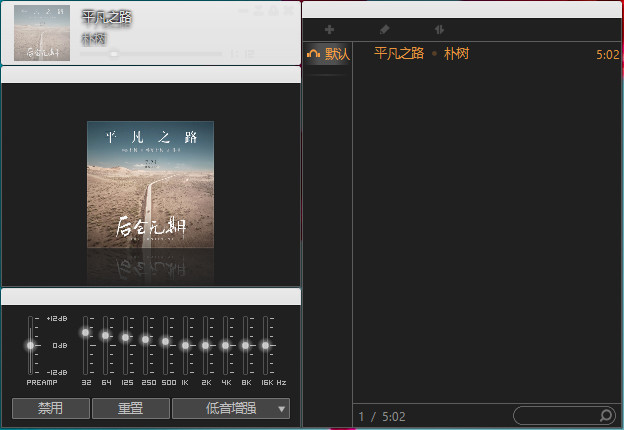 平凡之路
朴树
平 凡 之 路
后会无期
+12dB
0dB
-12dB
PREAMP 32 64 125 250 500 1K 2K 4K 8K 16K Hz
禁用 重置 低音增强
默认 平凡之路 • 朴树 5:02
1 / 5:02